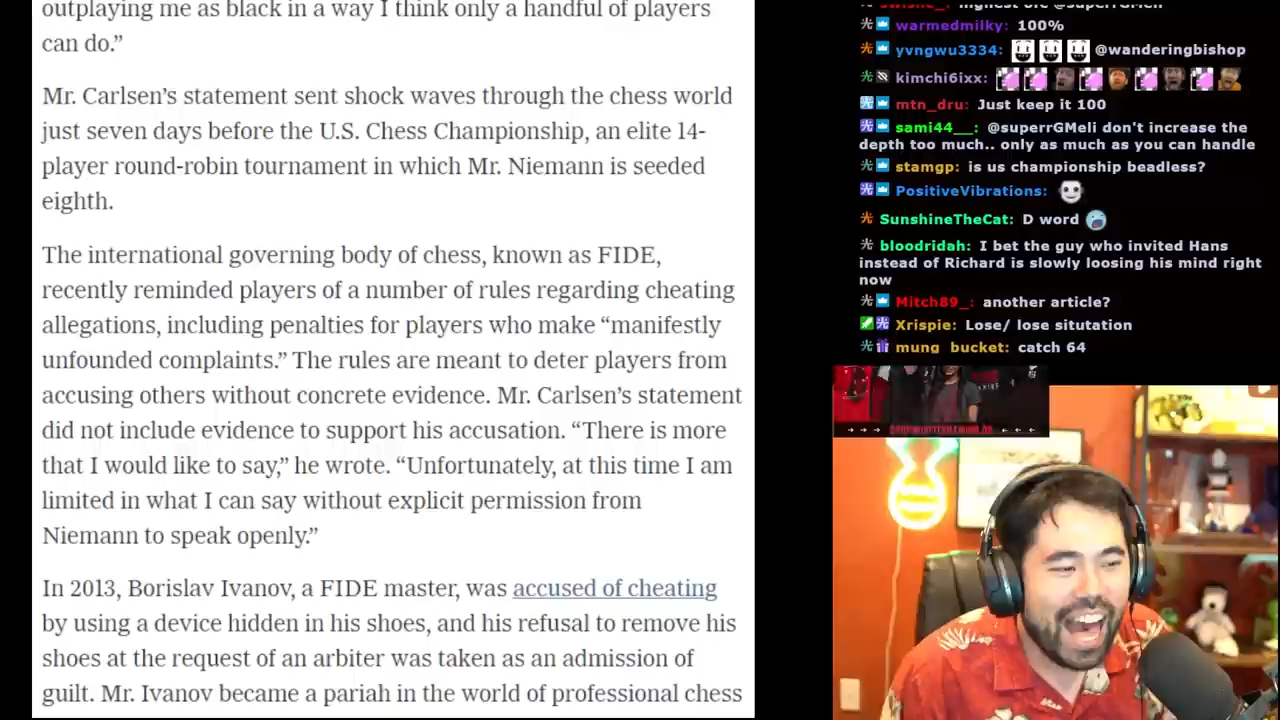 outplaying me as black in a way I think only a handful of players
can do.”
Mr. Carlsen’s statement sent shock waves through the chess world
just seven days before the U.S. Chess Championship, an elite 14-
player round-robin tournament in which Mr. Niemann is seeded
eighth.
The international governing body of chess, known as FIDE,
recently reminded players of a number of rules regarding cheating
allegations, including penalties for players who make “manifestly
unfounded complaints.” The rules are meant to deter players from
accusing others without concrete evidence. Mr. Carlsen’s statement
did not include evidence to support his accusation. “There is more
that I would like to say,” he wrote. “Unfortunately, at this time I am
limited in what I can say without explicit permission from
Niemann to speak openly.”
In 2013, Borislav Ivanov, a FIDE master, was accused of cheating
by using a device hidden in his shoes, and his refusal to remove his
shoes at the request of an arbiter was taken as an admission of
guilt. Mr. Ivanov became a pariah in the world of professional chess
warmedmilky: 100%
yvngwu3334: @wanderingbishop
kimchi6ixx:
mtn_dru: Just keep it 100
sami44__: @superrGMeli don't increase the
depth too much.. only as much as you can handle
stamgp: is us championship beadless?
PositiveVibrations:
SunshineTheCat: D word
bloodridah: I bet the guy who invited Hans
instead of Richard is slowly loosing his mind right
now
Mitch89_: another article?
Xrispie: Lose/ lose situtation
mung_bucket: catch 64